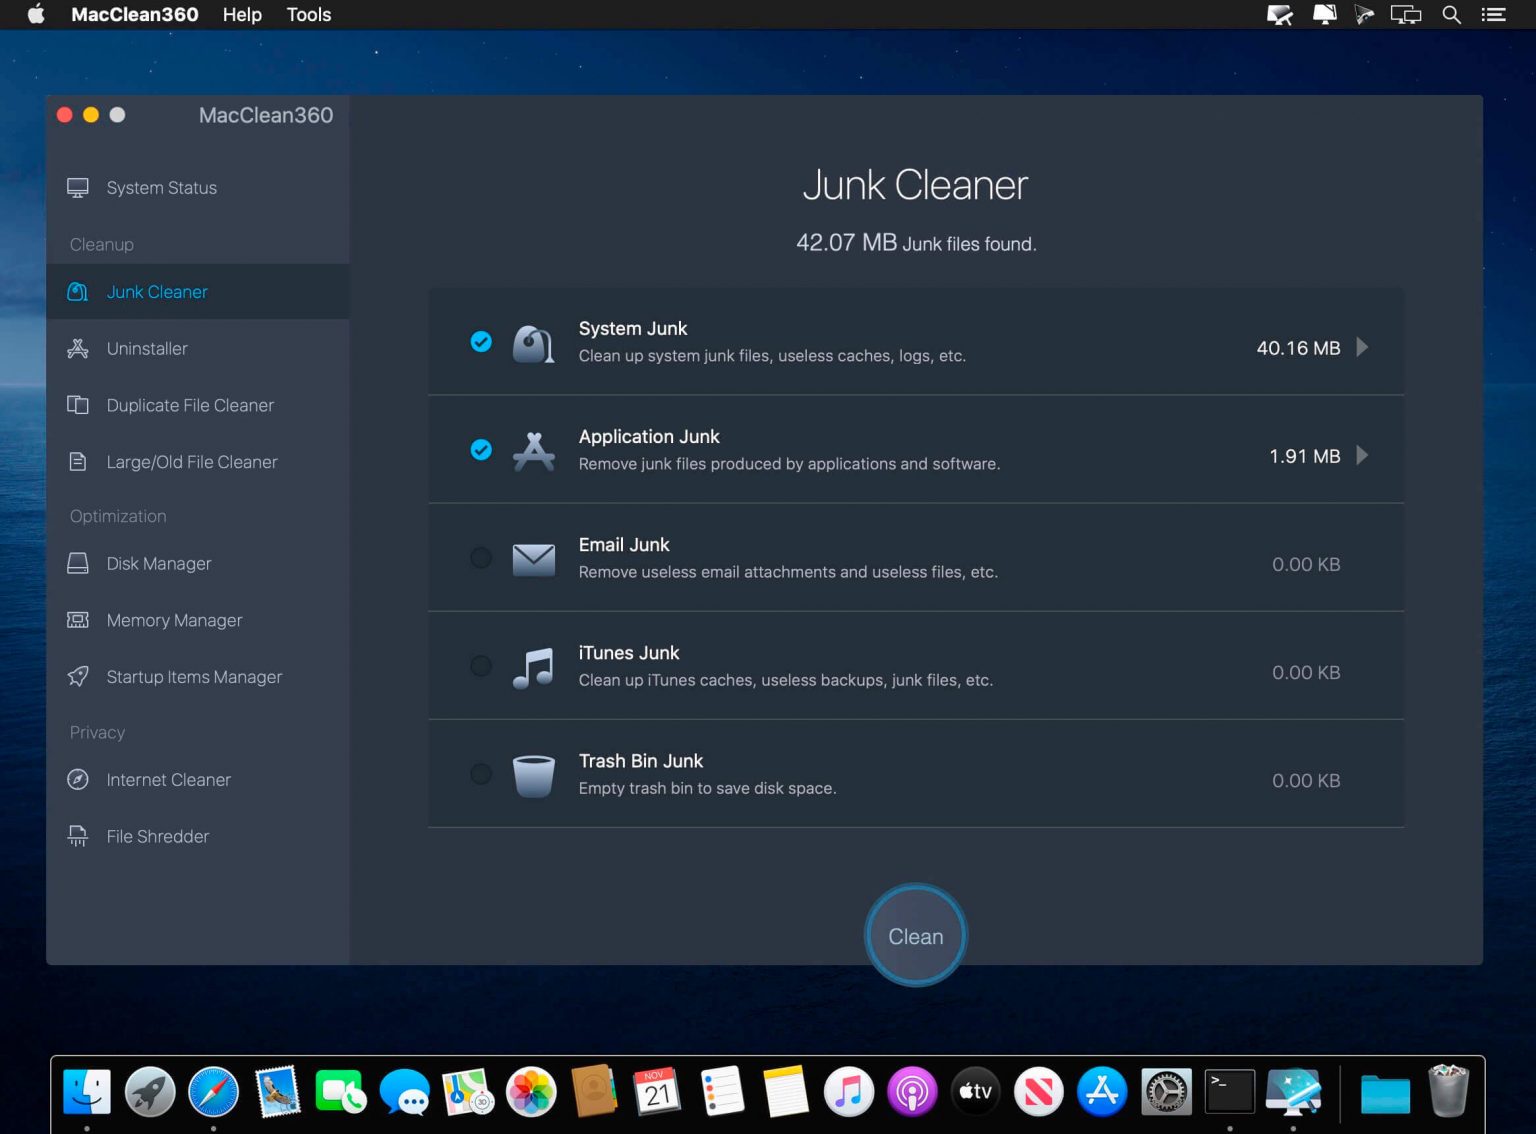 MacClean360 Help Tools
MacClean360
System Status
Cleanup
Junk Cleaner
Uninstaller
Duplicate File Cleaner
Large/Old File Cleaner
Optimization
Disk Manager
Memory Manager
Startup Items Manager
Privacy
Internet Cleaner
File Shredder
Junk Cleaner
42.07 MB Junk files found.
System Junk
Clean up system junk files, useless caches, logs, etc.
40.16 MB
Application Junk
Remove junk files produced by applications and software.
1.91 MB
Email Junk
Remove useless email attachments and useless files, etc.
0.00 KB
iTunes Junk
Clean up iTunes caches, useless backups, junk files, etc.
0.00 KB
Trash Bin Junk
Empty trash bin to save disk space.
0.00 KB
Clean
3D
NOV
21
tv
>_